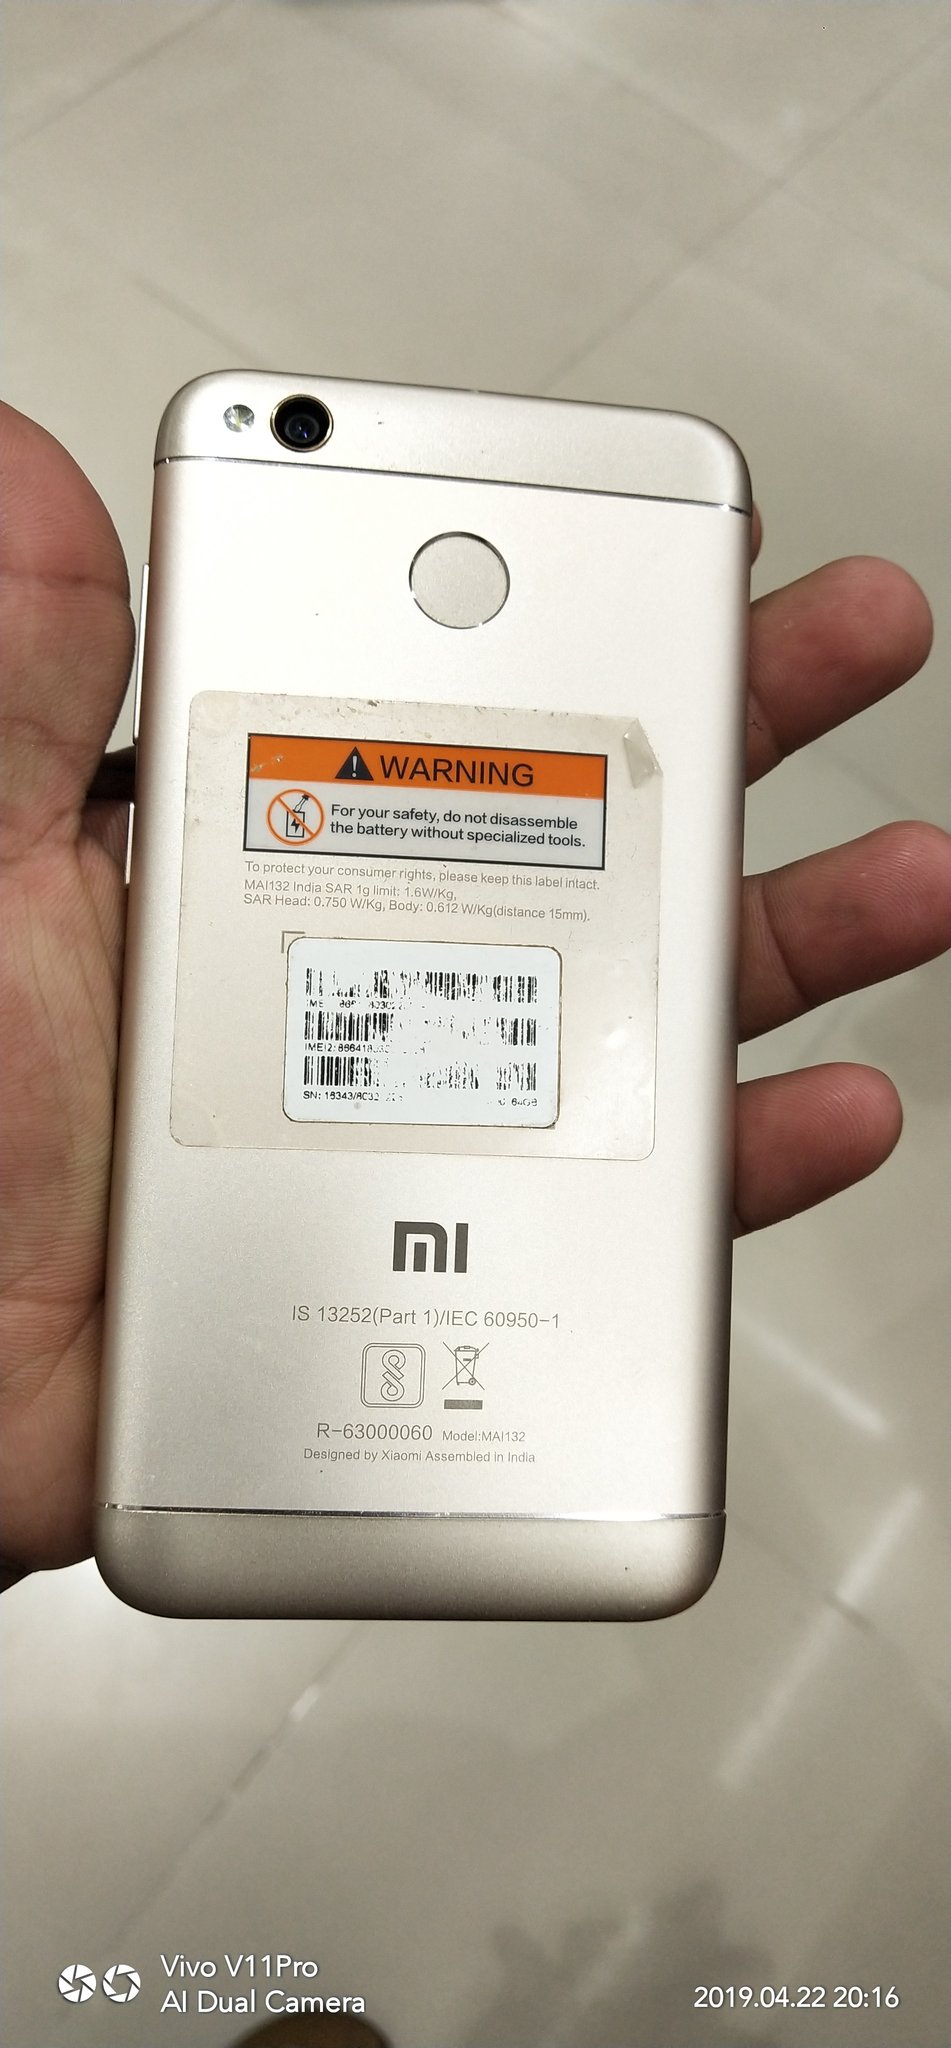 WARNING
For your safety, do not disassemble
the battery without specialized tools.
To protect your consumer rights, please keep this label intact.
MAI132 India SAR 1g limit: 1.6W/Kg,
SAR Head: 0.750 W/Kg, Body: 0.612 W/Kg(distance 15mm).
SN:
64GB
MI
IS 13252(Part 1)/IEC 60950-1
R-63000060 Model:MAI132
Designed by Xiaomi Assembled in India
Vivo V11Pro
AI Dual Camera
2019.04.22 20:16